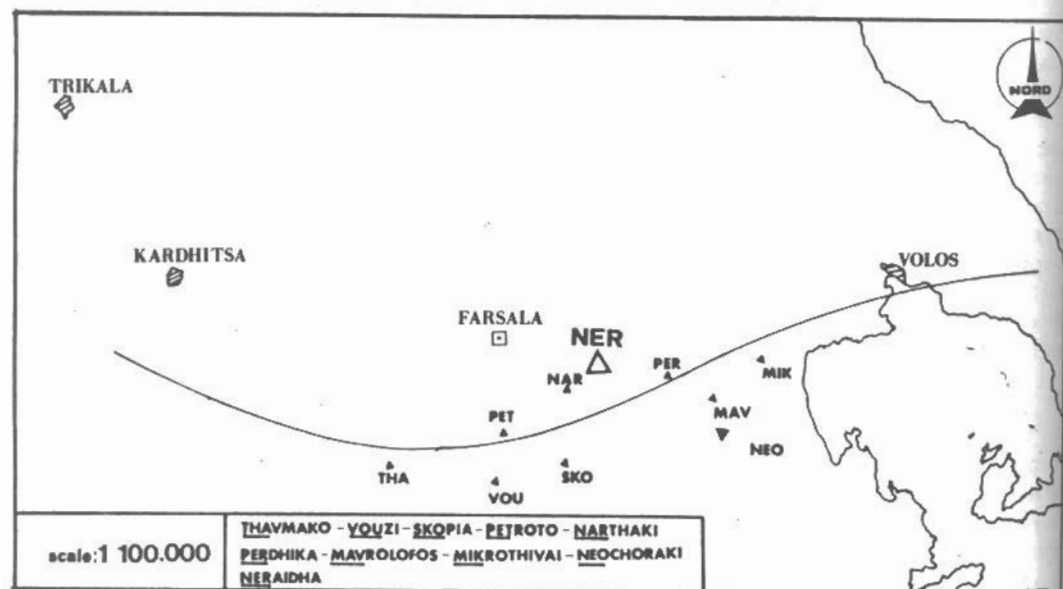 TRIKALA
NORD
KARDHITSA
VOLOS
FARSALA
NER
PER
MIK
NAR
MAV
PET
NEO
THA
SKO
VOU
scale:1 100.000
THAVMAKO - VOUZI - SKOPIA - PETROTO - NARTHAKI
PERDHIKA - MAVROLOFOS - MIKROTHIVAI - NEOCHORAKI
NERAIDHA